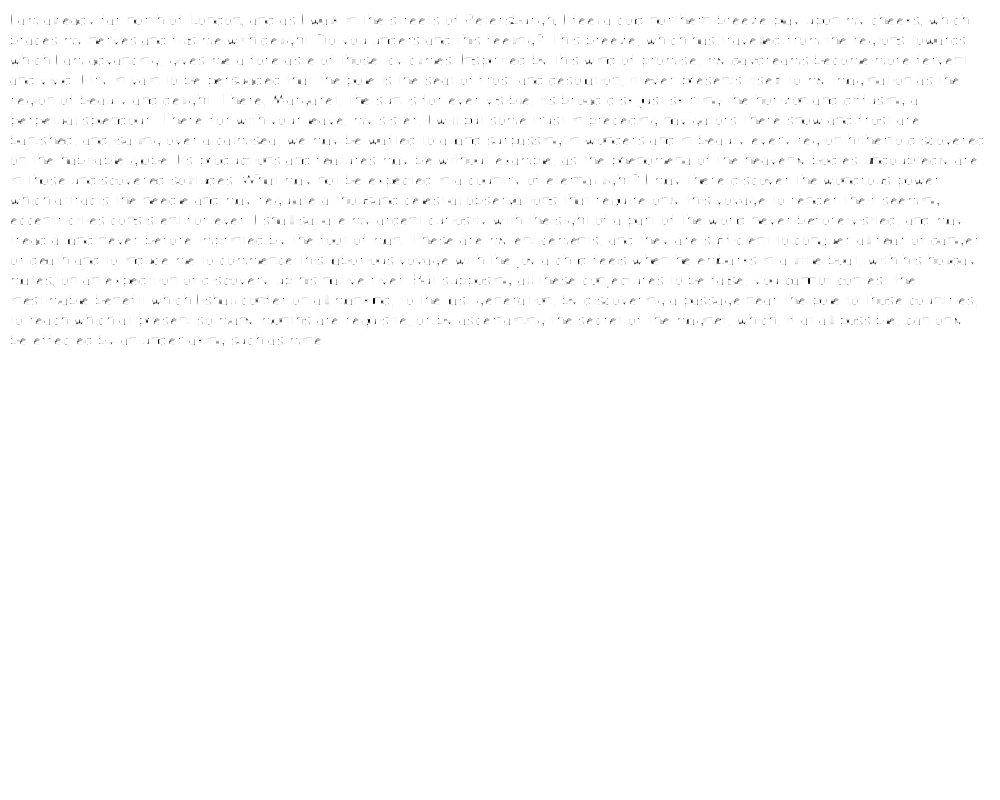 I am already far north of London, and as I walk in the streets of Petersburgh, I feel a cold northern breeze play upon my cheeks, which
braces my nerves and fills me with delight. Do you understand this feeling? This breeze, which has travelled from the regions towards
which I am advancing, gives me a foretaste of those icy climes. Inspirited by this wind of promise, my daydreams become more fervent
and vivid. I try in vain to be persuaded that the pole is the seat of frost and desolation; it ever presents itself to my imagination as the
region of beauty and delight. There, Margaret, the sun is for ever visible, its broad disk just skirting the horizon and diffusing a
perpetual splendour. There for with your leave, my sister, I will put some trust in preceding navigators there snow and frost are
banished; and, sailing over a calm sea, we may be wafted to a land surpassing in wonders and in beauty every region hitherto discovered
on the habitable globe. Its productions and features may be without example, as the phenomena of the heavenly bodies undoubtedly are
in those undiscovered solitudes. What may not be expected in a country of eternal light? I may there discover the wondrous power
which attracts the needle and may regulate a thousand celestial observations that require only this voyage to render their seeming
eccentricities consistent for ever. I shall satiate my ardent curiosity with the sight of a part of the world never before visited, and may
tread a land never before imprinted by the foot of man. These are my enticements, and they are sufficient to conquer all fear of danger
or death and to induce me to commence this laborious voyage with the joy a child feels when he embarks in a little boat, with his holiday
mates, on an expedition of discovery up his native river. But supposing all these conjectures to be false, you cannot contest the
inestimable benefit which I shall confer on all mankind, to the last generation, by discovering a passage near the pole to those countries,
to reach which at present so many months are requisite; or by ascertaining the secret of the magnet, which, if at all possible, can only
be effected by an undertaking such as mine.